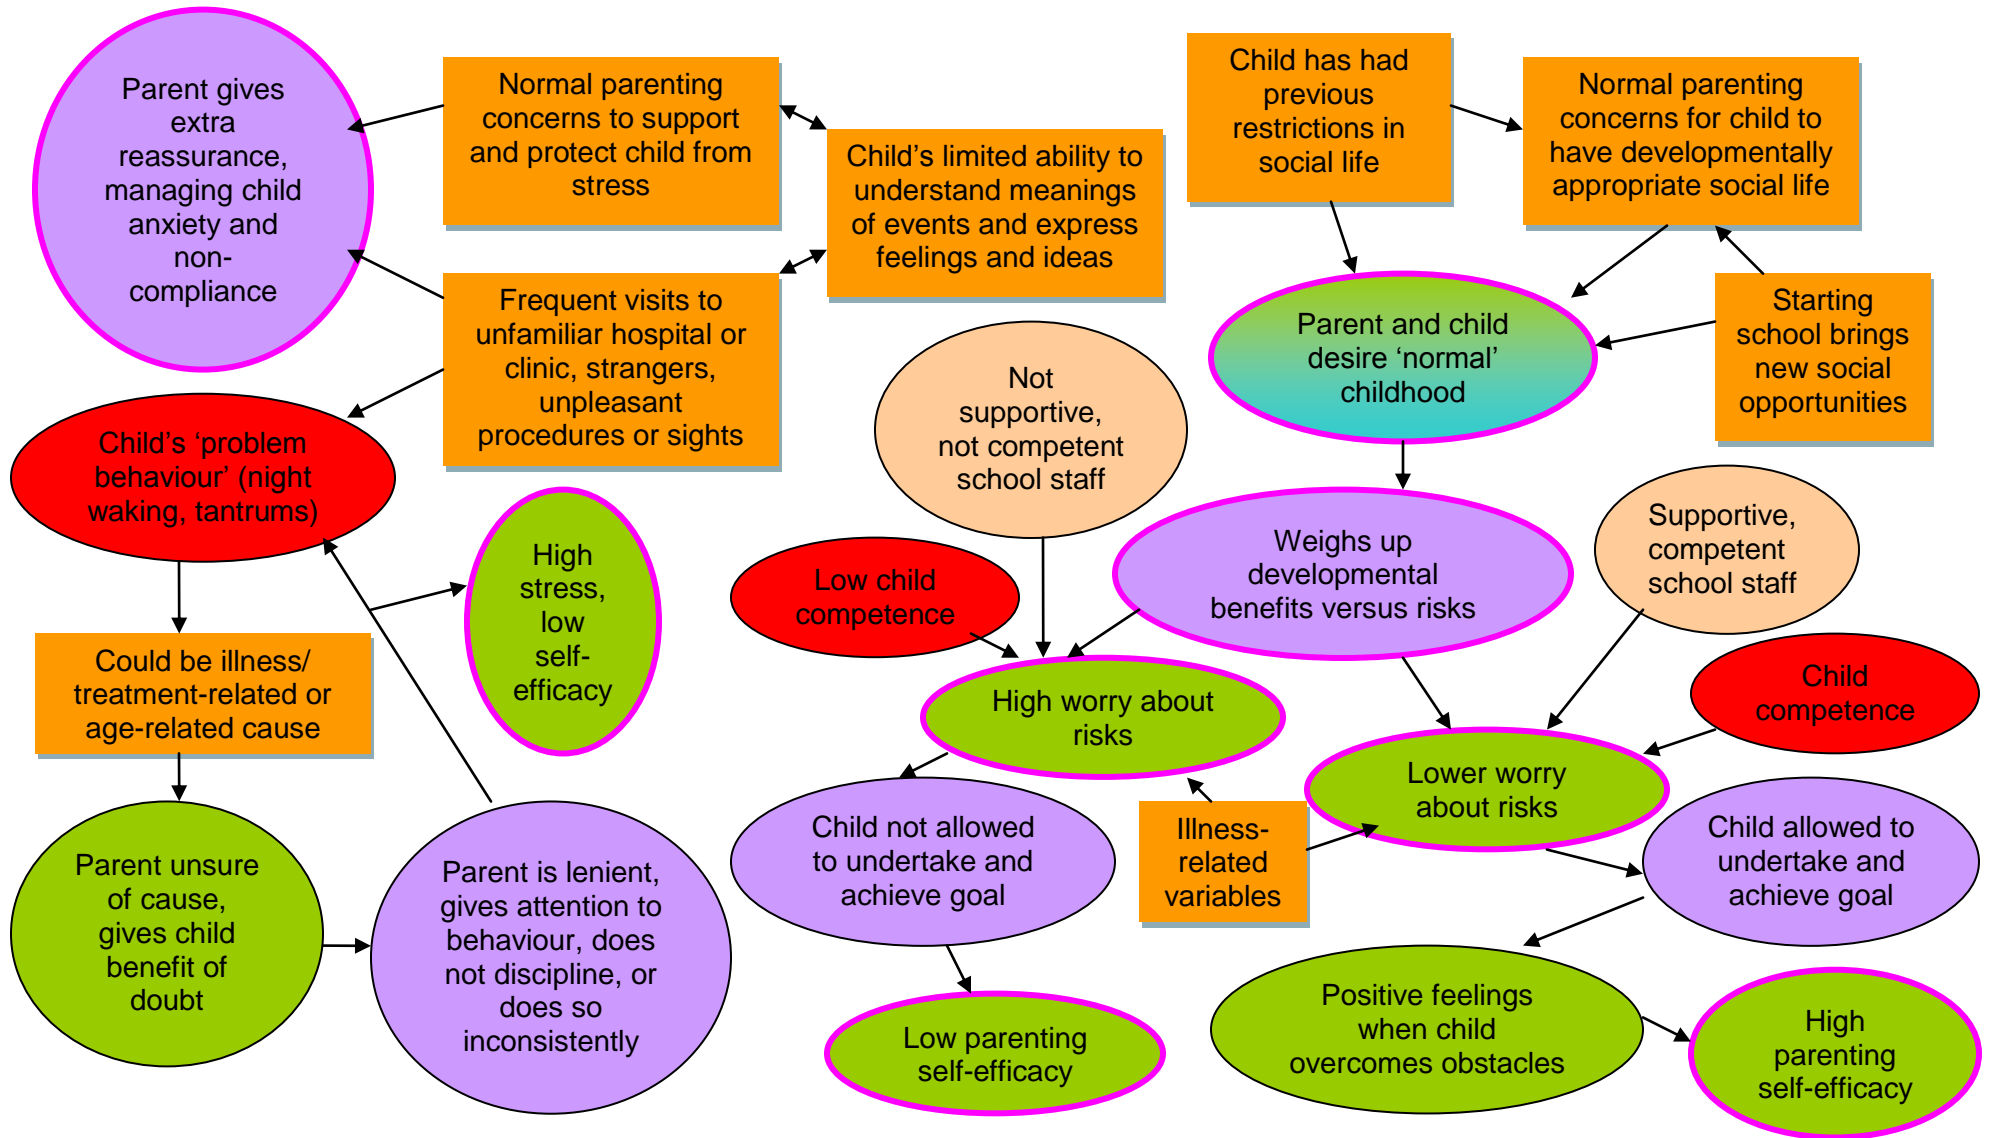 Parent gives
extra
reassurance,
managing child
anxiety and
non-
compliance
Normal parenting
concerns to support
and protect child from
stress
Child’s limited ability to
understand meanings
of events and express
feelings and ideas
Frequent visits to
unfamiliar hospital or
clinic, strangers,
unpleasant
procedures or sights
Child’s ‘problem
behaviour’ (night
waking, tantrums)
High
stress,
low
self-
efficacy
Could be illness/
treatment-related or
age-related cause
Parent unsure
of cause,
gives child
benefit of
doubt
Parent is lenient,
gives attention to
behaviour, does
not discipline, or
does so
inconsistently
Child has had
previous
restrictions in
social life
Normal parenting
concerns for child to
have developmentally
appropriate social life
Starting
school brings
new social
opportunities
Parent and child
desire ‘normal’
childhood
Not
supportive,
not competent
school staff
Weighs up
developmental
benefits versus risks
Supportive,
competent
school staff
Low child
competence
Child
competence
High worry about
risks
Lower worry
about risks
Illness-
related
variables
Child not allowed
to undertake and
achieve goal
Child allowed to
undertake and
achieve goal
Low parenting
self-efficacy
Positive feelings
when child
overcomes obstacles
High
parenting
self-efficacy